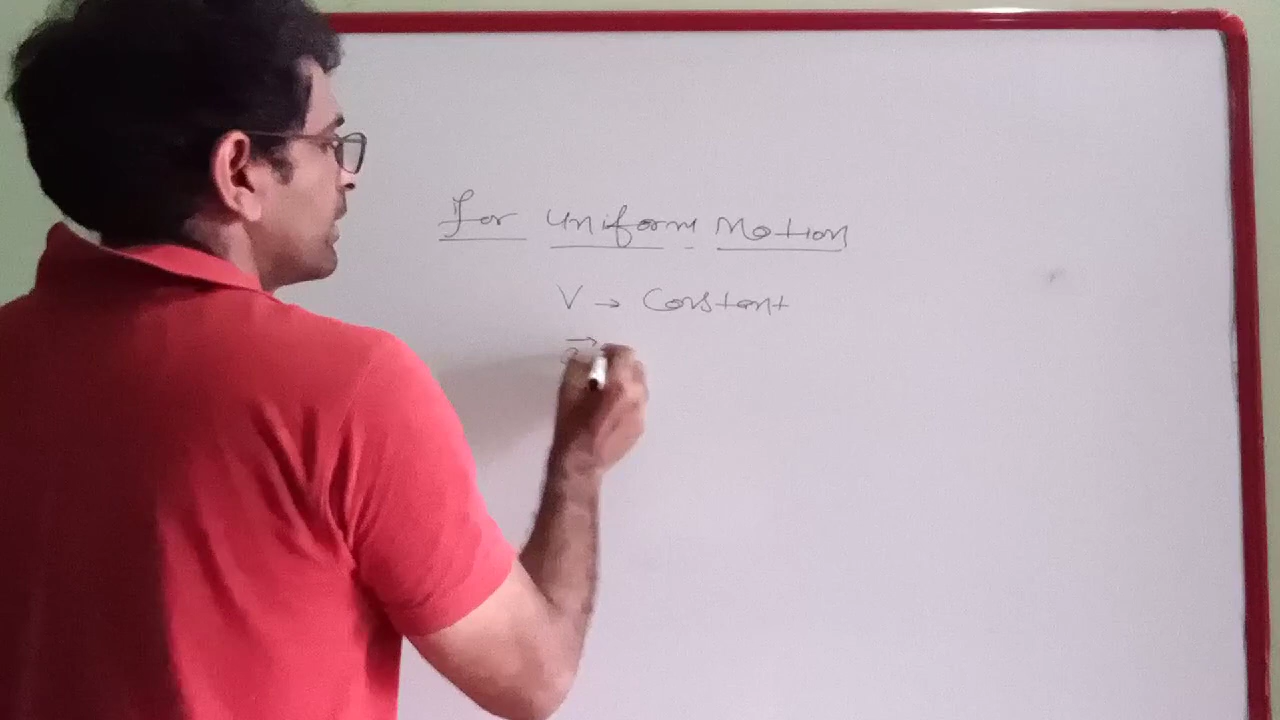 For Uniform Motion
V → Constant
a⃗